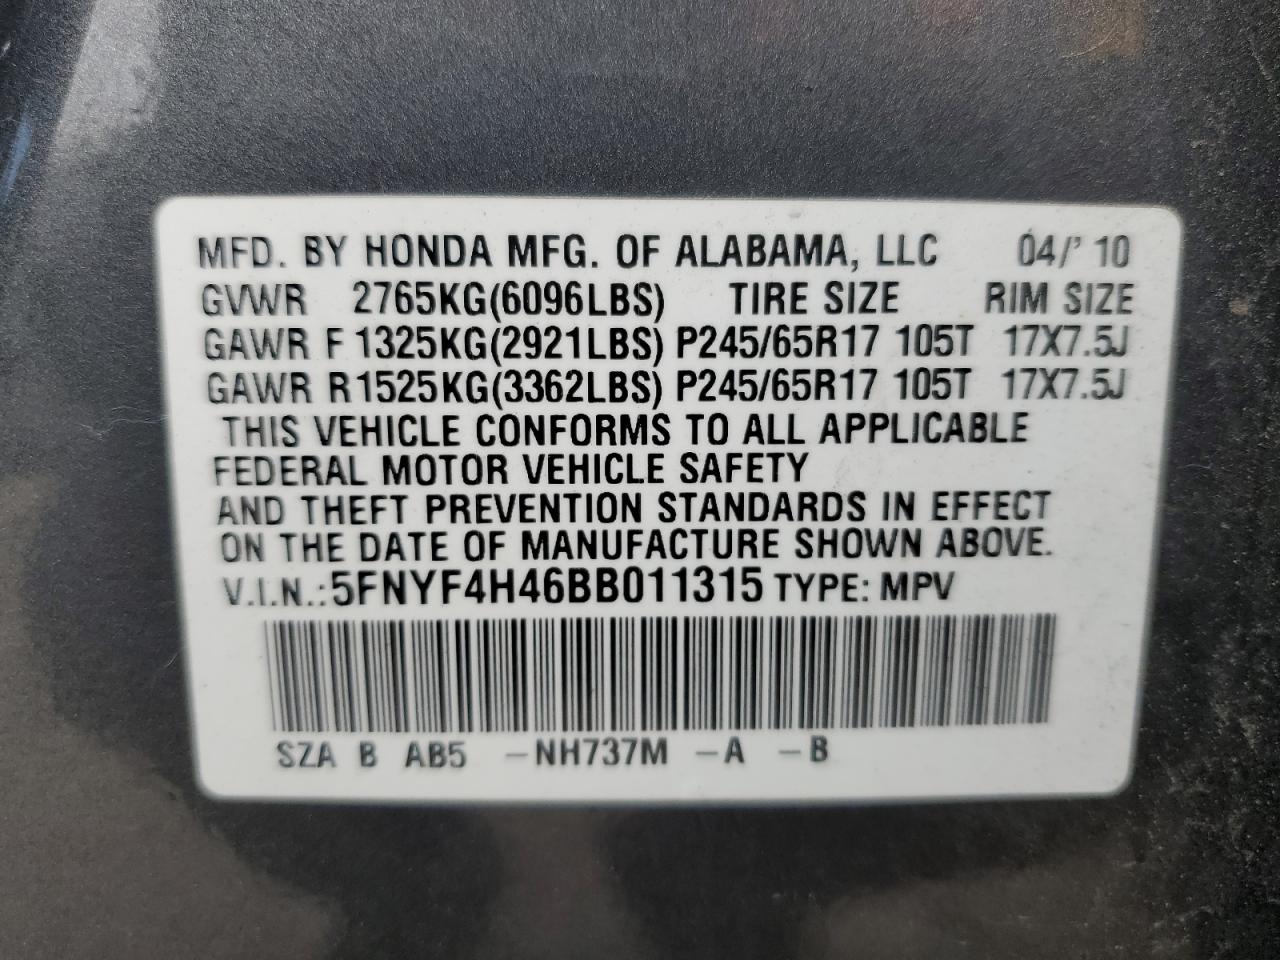 MFD. BY HONDA MFG. OF ALABAMA, LLC 04/'10
GVWR 2765KG(6096LBS) TIRE SIZE RIM SIZE
GAWR F 1325KG(2921LBS) P245/65R17 105T 17X7.5J
GAWR R1525KG(3362LBS) P245/65R17 105T 17X7.5J
THIS VEHICLE CONFORMS TO ALL APPLICABLE
FEDERAL MOTOR VEHICLE SAFETY
AND THEFT PREVENTION STANDARDS IN EFFECT
ON THE DATE OF MANUFACTURE SHOWN ABOVE.
V.I.N.:5FNYF4H46BB011315 TYPE: MPV
SZA B AB5 -NH737M -A -B